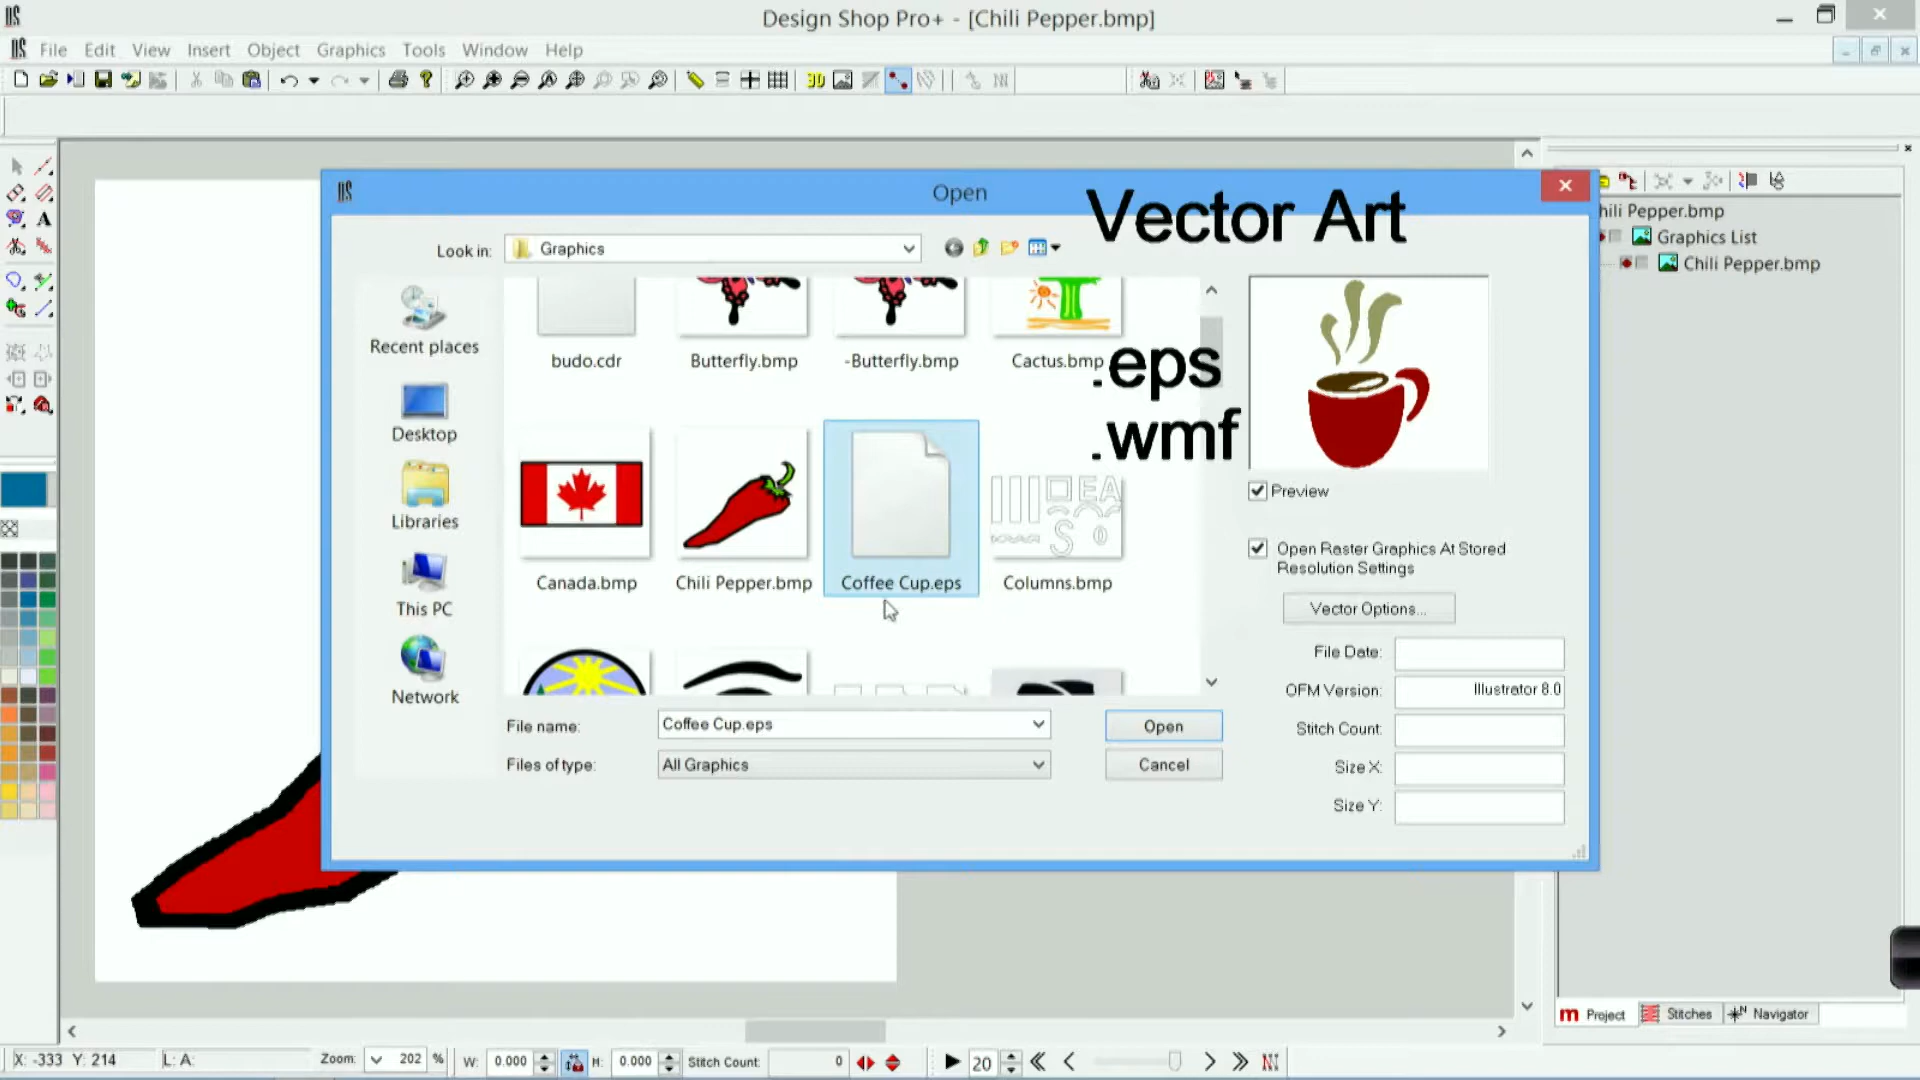 Design Shop Pro+ - [Chili Pepper.bmp]
File Edit View Insert Object Graphics Tools Window Help
Open
Vector Art
Look in: Graphics
hili Pepper.bmp
Graphics List
Chili Pepper.bmp
Recent places
Desktop
Libraries
This PC
Network
budo.cdr
Butterfly.bmp
-Butterfly.bmp
Cactus.bmp
.eps
.wmf
Canada.bmp
Chili Pepper.bmp
Coffee Cup.eps
Columns.bmp
Preview
Open Raster Graphics At Stored
Resolution Settings
Vector Options...
File Date:
OFM Version: Illustrator 8.0
Stitch Count:
Size X:
Size Y:
File name: Coffee Cup.eps Open
Files of type: All Graphics Cancel
Project Stitches Navigator
X: -333 Y: 214 L: A: Zoom: 202 % W: 0.000 H: 0.000 Stitch Count: 0 20